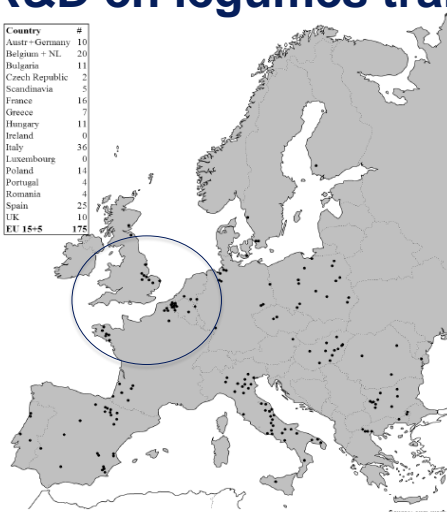 R&D on legumes
Country #
Austr+Germany 10
Belgium + NL 20
Bulgaria 11
Czech Republic 2
Scandinavia 5
France 16
Greece 7
Hungary 11
Ireland 0
Italy 36
Luxembourg 0
Poland 14
Portugal 4
Romania 4
Spain 25
UK 10
EU 15+5 175